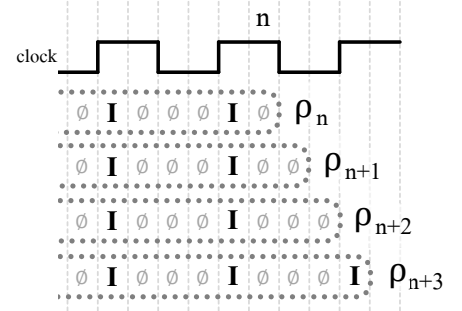 n
clock
∅ I ∅ ∅ ∅ I ∅ ρn
∅ I ∅ ∅ ∅ I ∅ ∅ ρn+1
∅ I ∅ ∅ ∅ I ∅ ∅ ∅ ρn+2
∅ I ∅ ∅ ∅ I ∅ ∅ ∅ I ρn+3